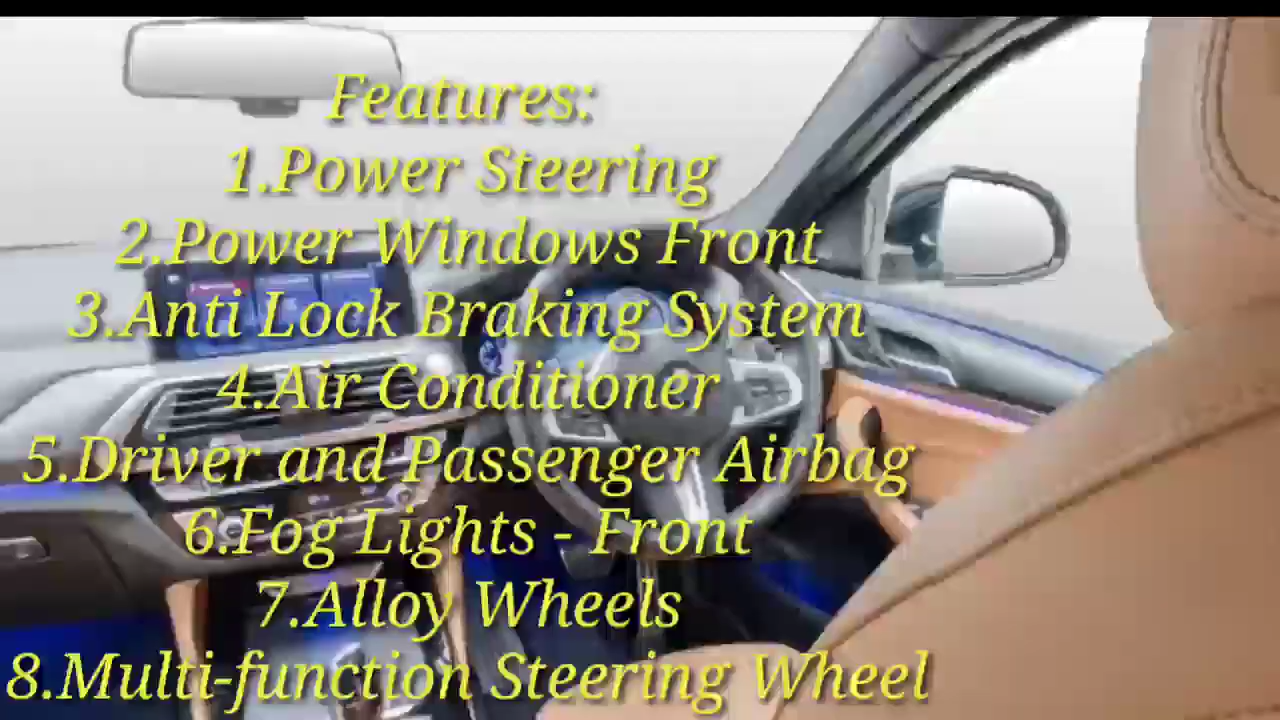 Features:
1.Power Steering
2.Power Windows Front
3.Anti Lock Braking System
4.Air Conditioner
5.Driver and Passenger Airbag
6.Fog Lights - Front
7.Alloy Wheels
8.Multi-function Steering Wheel